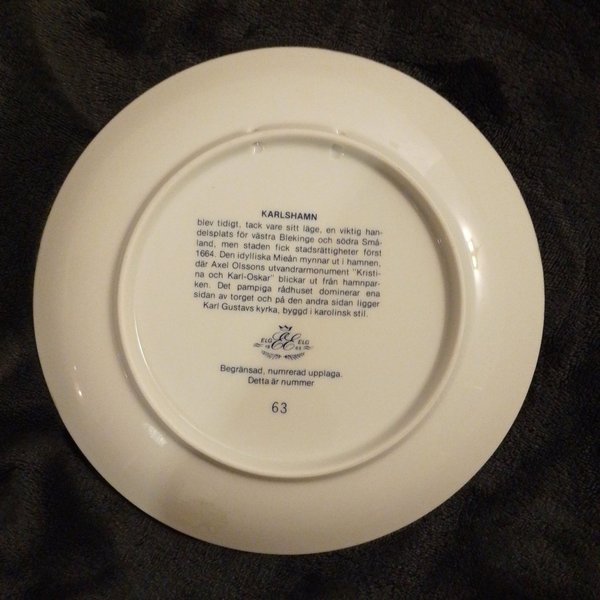 KARLSHAMN
blev tidigt, tack vare sitt läge, en viktig han-
delsplats för västra Blekinge och södra Små-
land, men staden fick stadsrättigheter först
1664. Den idylliska Mieån mynnar ut i hamnen,
där Axel Olssons utvandrarmonument "Kristi-
na och Karl-Oskar" blickar ut från hamnpar-
ken. Det pampiga rådhuset dominerar ena
sidan av torget och på den andra sidan ligger
Karl Gustavs kyrka, byggd i karolinsk stil.
ELG EE ELG
Begränsad, numrerad upplaga.
Detta är nummer
63